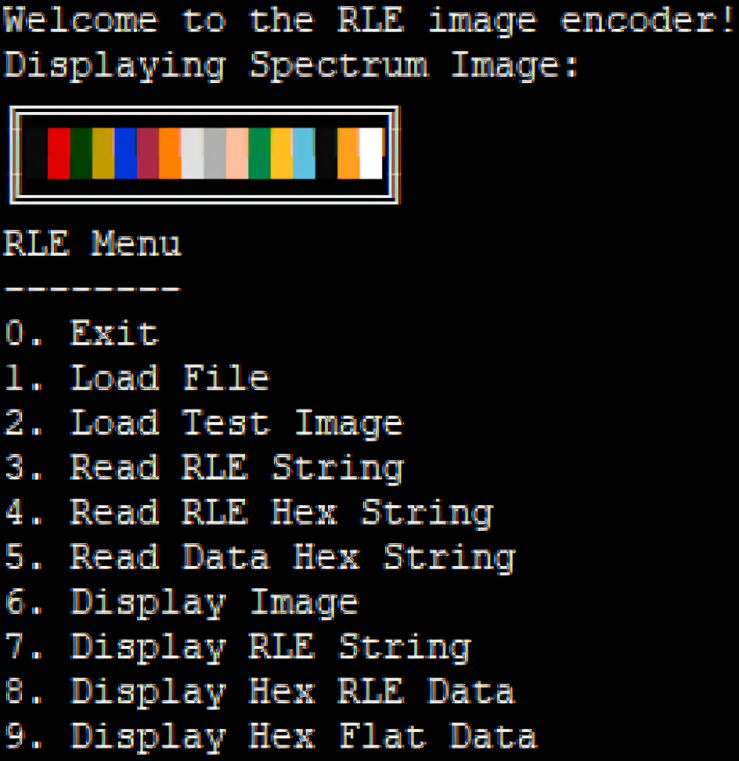 Welcome to the RLE image encoder!
Displaying Spectrum Image:
RLE Menu
--------
0. Exit
1. Load File
2. Load Test Image
3. Read RLE String
4. Read RLE Hex String
5. Read Data Hex String
6. Display Image
7. Display RLE String
8. Display Hex RLE Data
9. Display Hex Flat Data